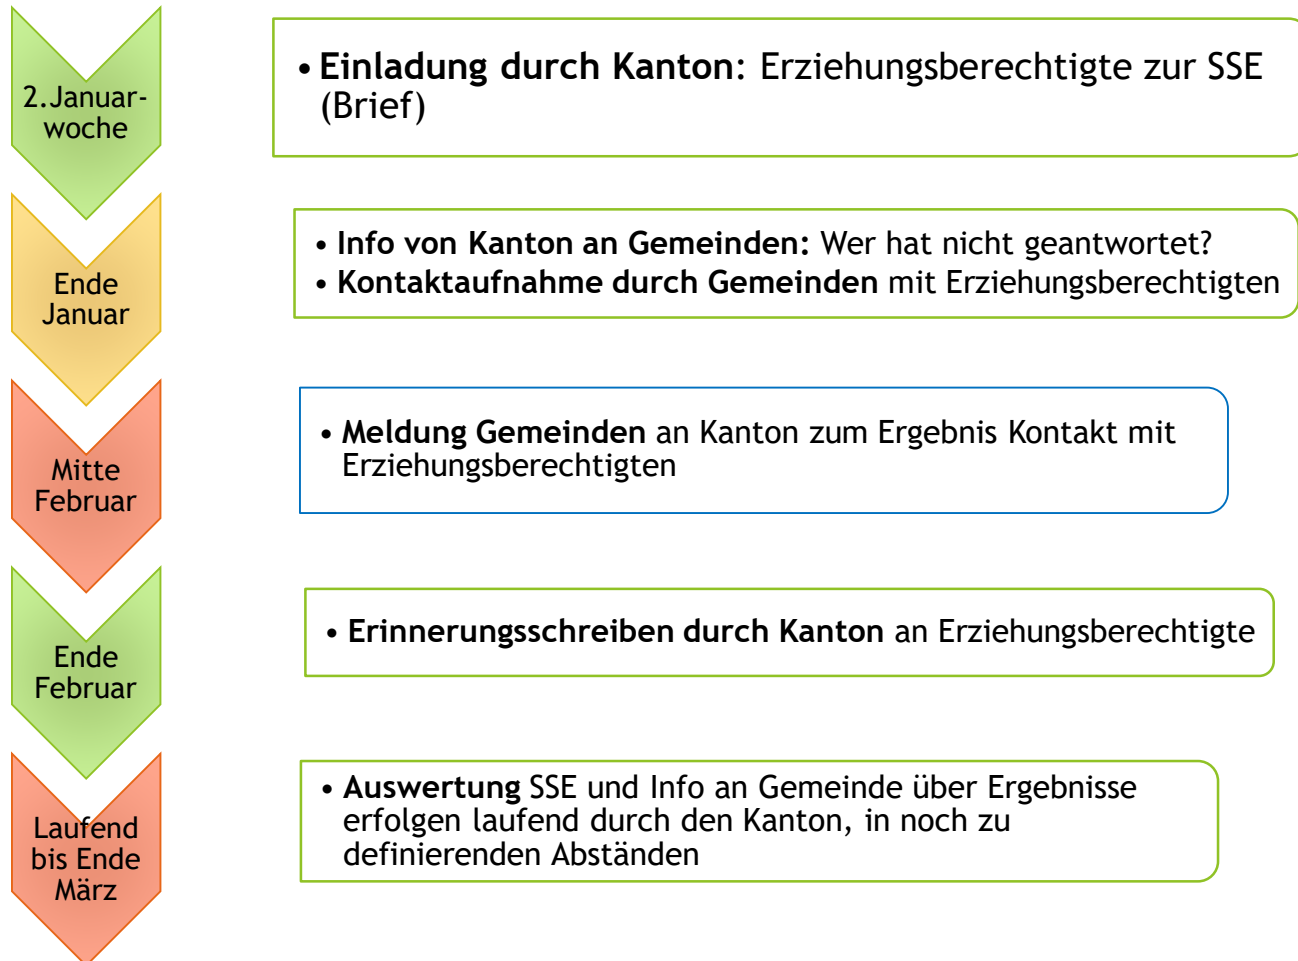 2.Januar-
woche
• Einladung durch Kanton: Erziehungsberechtigte zur SSE
(Brief)
Ende
Januar
• Info von Kanton an Gemeinden: Wer hat nicht geantwortet?
• Kontaktaufnahme durch Gemeinden mit Erziehungsberechtigten
Mitte
Februar
• Meldung Gemeinden an Kanton zum Ergebnis Kontakt mit
Erziehungsberechtigten
Ende
Februar
• Erinnerungsschreiben durch Kanton an Erziehungsberechtigte
Laufend
bis Ende
März
• Auswertung SSE und Info an Gemeinde über Ergebnisse
erfolgen laufend durch den Kanton, in noch zu
definierenden Abständen